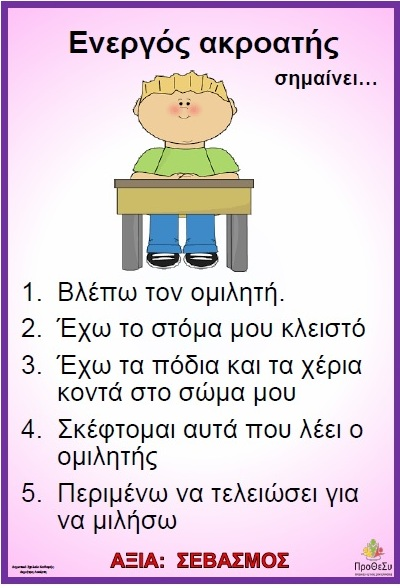 Ενεργός ακροατής
σημαίνει...
1. Βλέπω τον ομιλητή.
2. Έχω το στόμα μου κλειστό
3. Έχω τα πόδια και τα χέρια
κοντά στο σώμα μου
4. Σκέφτομαι αυτά που λέει ο
ομιλητής
5. Περιμένω να τελειώσει για
να μιλήσω
ΑΞΙΑ: ΣΕΒΑΣΜΟΣ
ΠροΘεΣυ